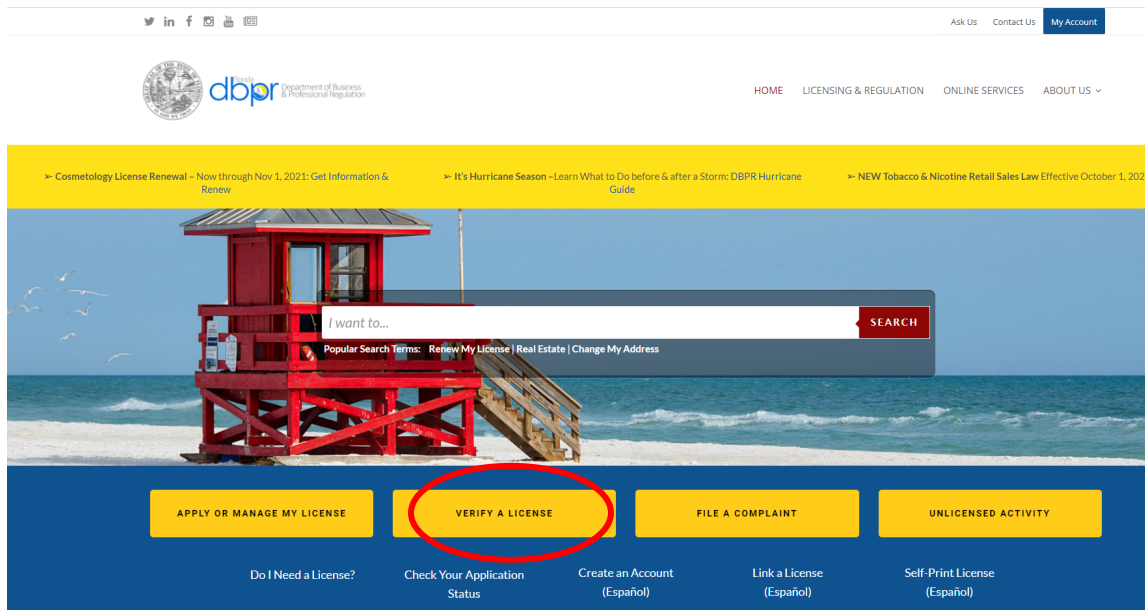 Ask Us Contact Us My Account
Florida
dbpr Department of Business
& Professional Regulation
HOME LICENSING & REGULATION ONLINE SERVICES ABOUT US
➢ Cosmetology License Renewal – Now through Nov 1, 2021: Get Information &
Renew
➢ It's Hurricane Season –Learn What to Do before & after a Storm: DBPR Hurricane
Guide
➢ NEW Tobacco & Nicotine Retail Sales Law Effective October 1, 202
I want to...
SEARCH
Popular Search Terms: Renew My License | Real Estate | Change My Address
APPLY OR MANAGE MY LICENSE
VERIFY A LICENSE
FILE A COMPLAINT
UNLICENSED ACTIVITY
Do I Need a License?
Check Your Application
Status
Create an Account
(Español)
Link a License
(Español)
Self-Print License
(Español)